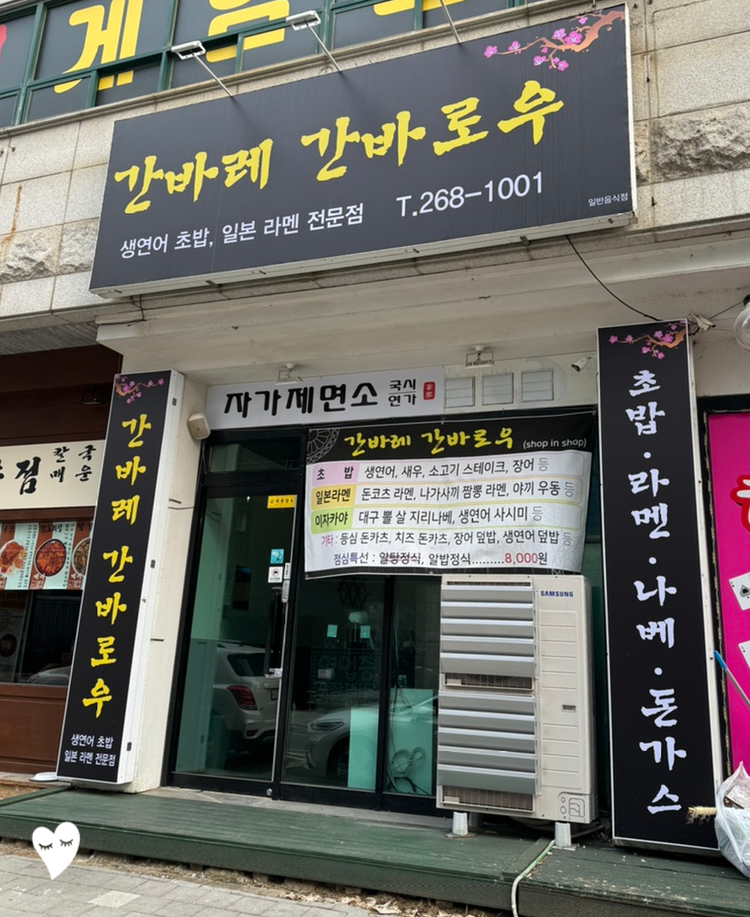 게임
간바레 간바로우
생연어 초밥, 일본 라멘 전문점 T.268-1001
일반음식점
자가제면소 국시연가
간바레 간바로우 (shop in shop)
초 밥 생연어, 새우, 소고기 스테이크, 장어 등
일본라멘 돈코츠 라멘, 나가사끼 짬뽕 라멘, 야끼 우동 등
이자카야 대구 뽈 살 지리나베, 생연어 사시미 등
기타 : 등심 돈카츠, 치즈 돈카츠, 장어 덮밥, 생연어 덮밥 등
점심특선 : 알탕정식, 알밥정식.........8,000원
SAMSUNG
간바레 간바로우
생연어 초밥
일본 라멘 전문점
초밥·라멘·나베·돈가스
점 칼국
매운